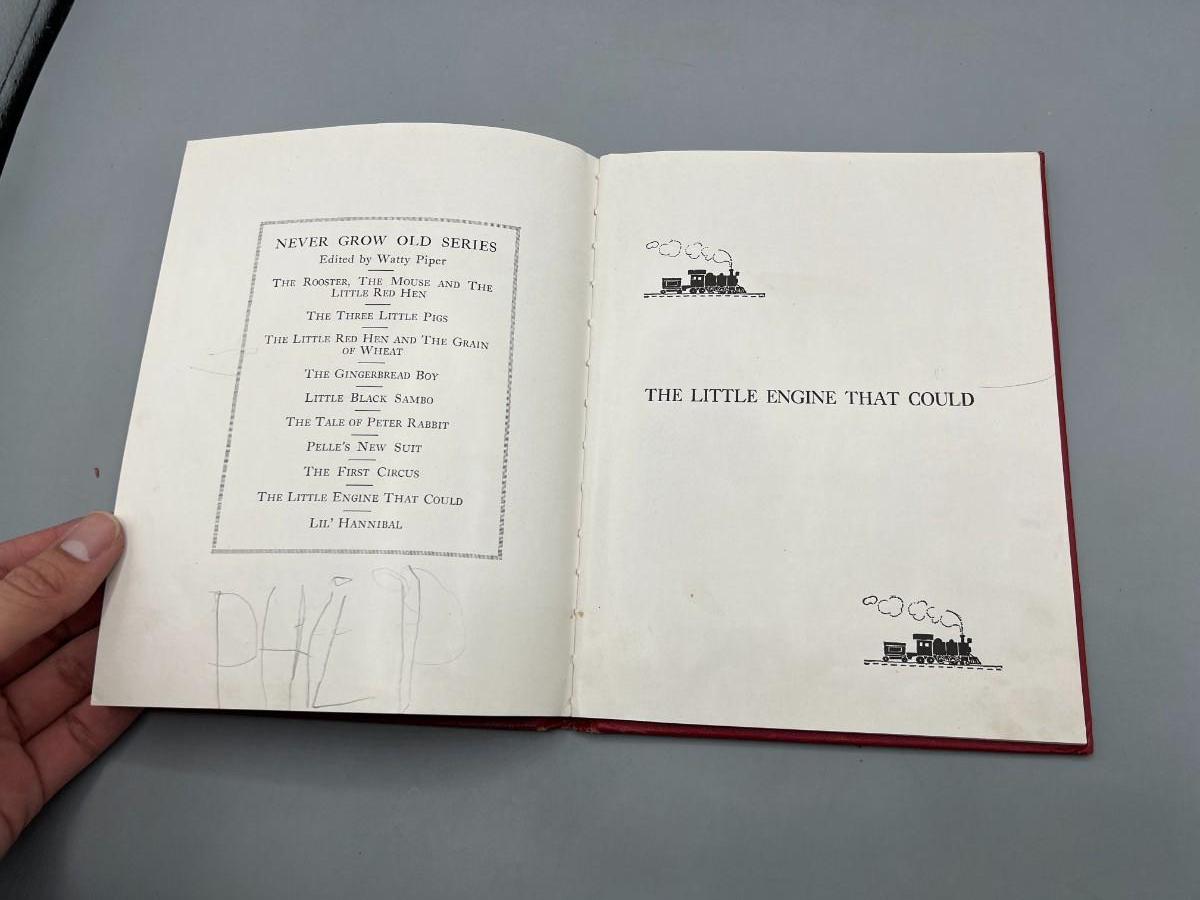 NEVER GROW OLD SERIES
Edited by Watty Piper
THE ROOSTER, THE MOUSE AND THE
LITTLE RED HEN
THE THREE LITTLE PIGS
THE LITTLE RED HEN AND THE GRAIN
OF WHEAT
THE GINGERBREAD BOY
LITTLE BLACK SAMBO
THE TALE OF PETER RABBIT
PELLE'S NEW SUIT
THE FIRST CIRCUS
THE LITTLE ENGINE THAT COULD
LIL' HANNIBAL
THE LITTLE ENGINE THAT COULD